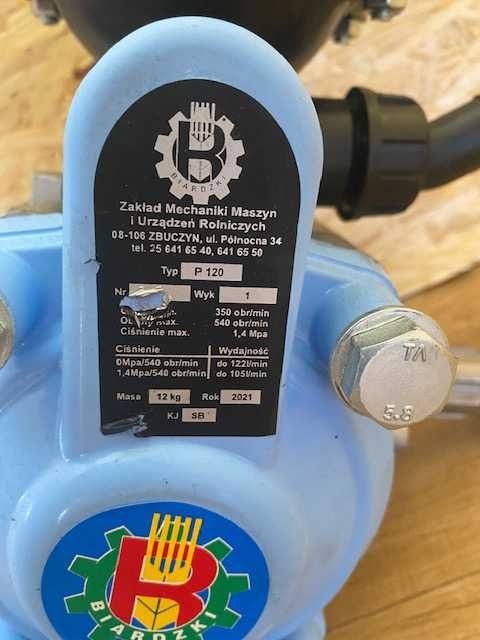 B
BIARDZKI
Zakład Mechaniki Maszyn
i Urządzeń Rolniczych
08-106 ZBUCZYN, ul. Północna 34
tel. 25 641 65 40, 641 65 50
Typ P 120
Nr Wyk 1
350 obr/min
max. 540 obr/min
Ciśnienie max. 1,4 Mpa
Ciśnienie Wydajność
0Mpa/540 obr/min do 122l/min
1,4Mpa/540 obr/min do 105l/min
Masa 12 kg Rok 2021
KJ SB
5.8
B
BIARDZKI